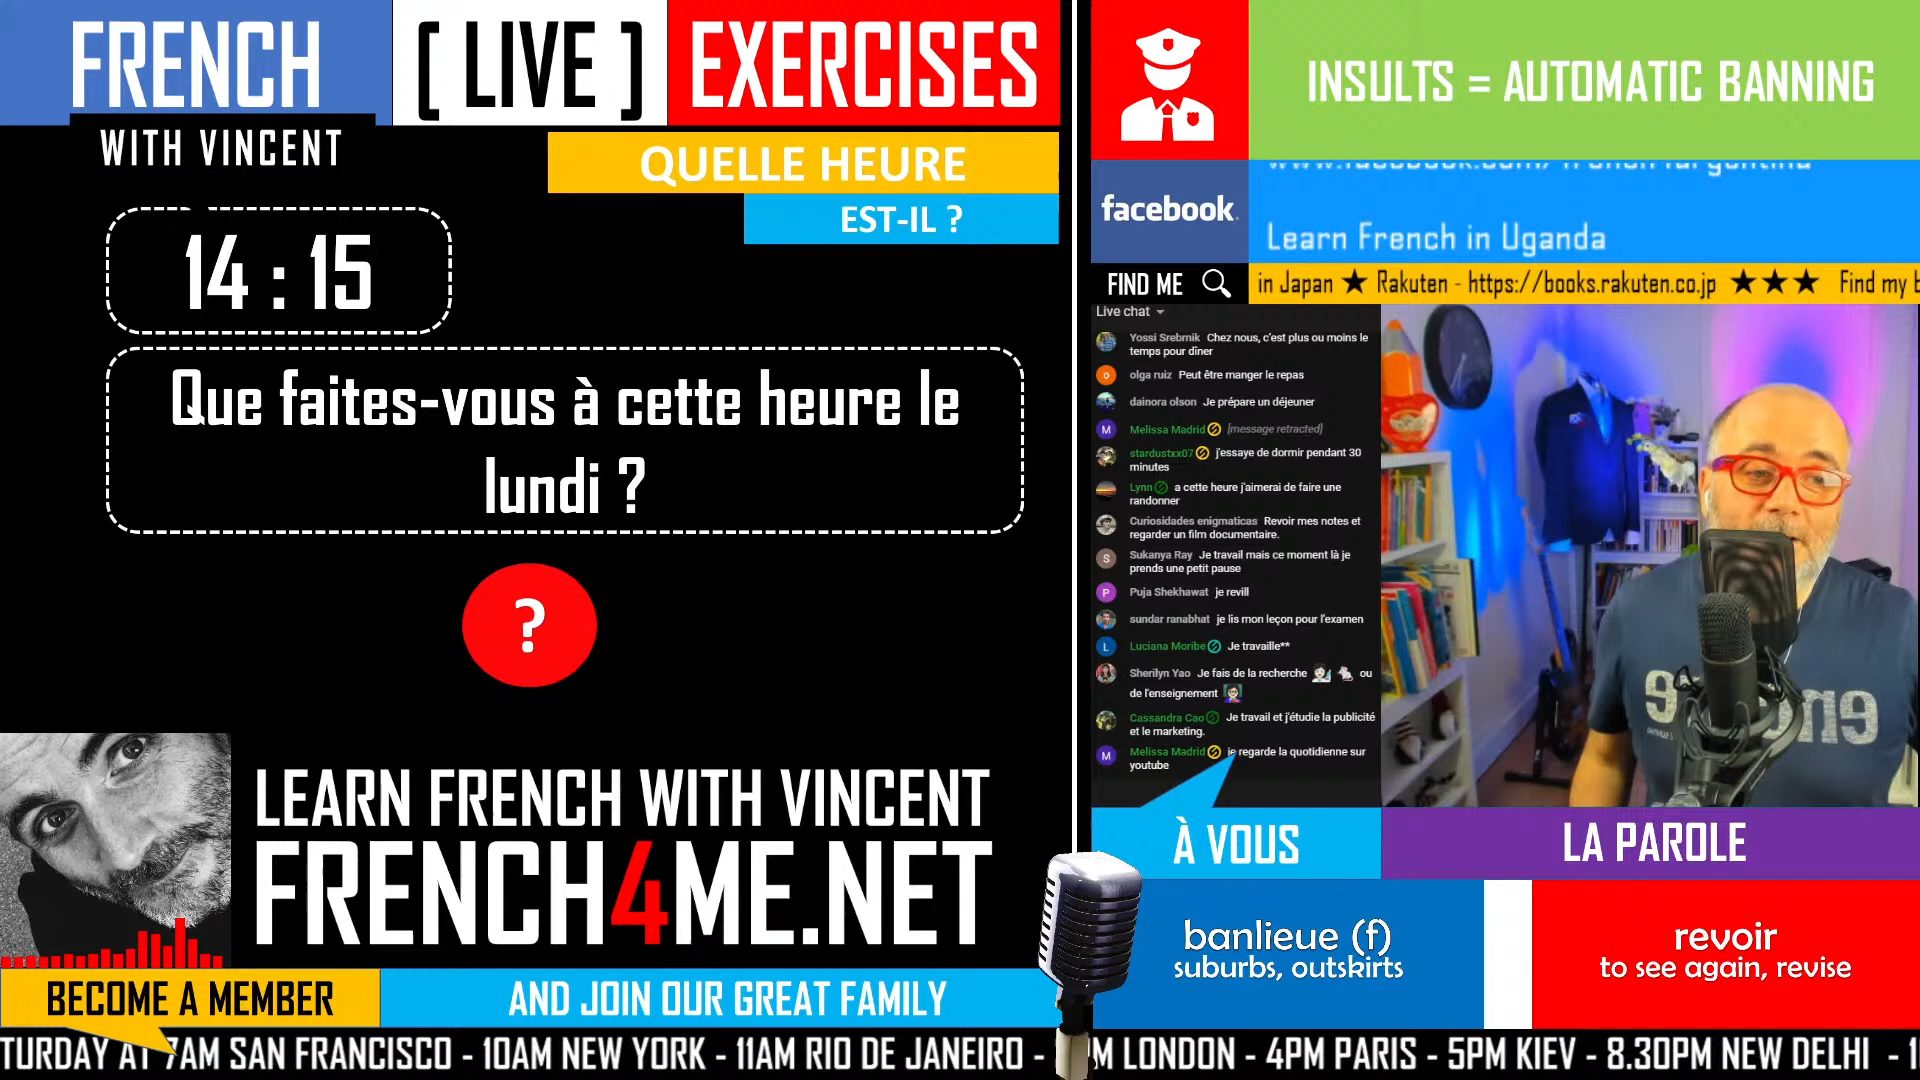 FRENCH
[ LIVE ]
EXERCISES
WITH VINCENT
QUELLE HEURE
EST-IL ?
14 : 15
Que faites-vous à cette heure le
lundi ?
?
LEARN FRENCH WITH VINCENT
FRENCH4ME.NET
BECOME A MEMBER
AND JOIN OUR GREAT FAMILY
INSULTS = AUTOMATIC BANNING
facebook
Learn French in Uganda
FIND ME
in Japan ★ Rakuten - https://books.rakuten.co.jp ★★★ Find my
Live chat
Yossi Srebrnik Chez nous, c'est plus ou moins le
temps pour dîner
olga ruiz Peut être manger le repas
dainora olson Je prépare un déjeuner
Melissa Madrid [message retracted]
stardustxx07 j'essaye de dormir pendant 30
minutes
Lynn a cette heure j'aimerai de faire une
randonner
Curiosidades enigmaticas Revoir mes notes et
regarder un film documentaire.
Sukanya Ray Je travail mais ce moment là je
prends une petit pause
Puja Shekhawat je revill
sundar ranabhat je lis mon leçon pour l'examen
Luciana Moribe Je travaille**
Sherilyn Yao Je fais de la recherche ou
de l'enseignement
Cassandra Cao Je travail et j'étudie la publicité
et le marketing.
Melissa Madrid je regarde la quotidienne sur
youtube
À VOUS
LA PAROLE
banlieue (f)
suburbs, outskirts
revoir
to see again, revise
TURDAY AT 7AM SAN FRANCISCO - 10AM NEW YORK - 11AM RIO DE JANEIRO - M LONDON - 4PM PARIS - 5PM KIEV - 8.30PM NEW DELHI - 1